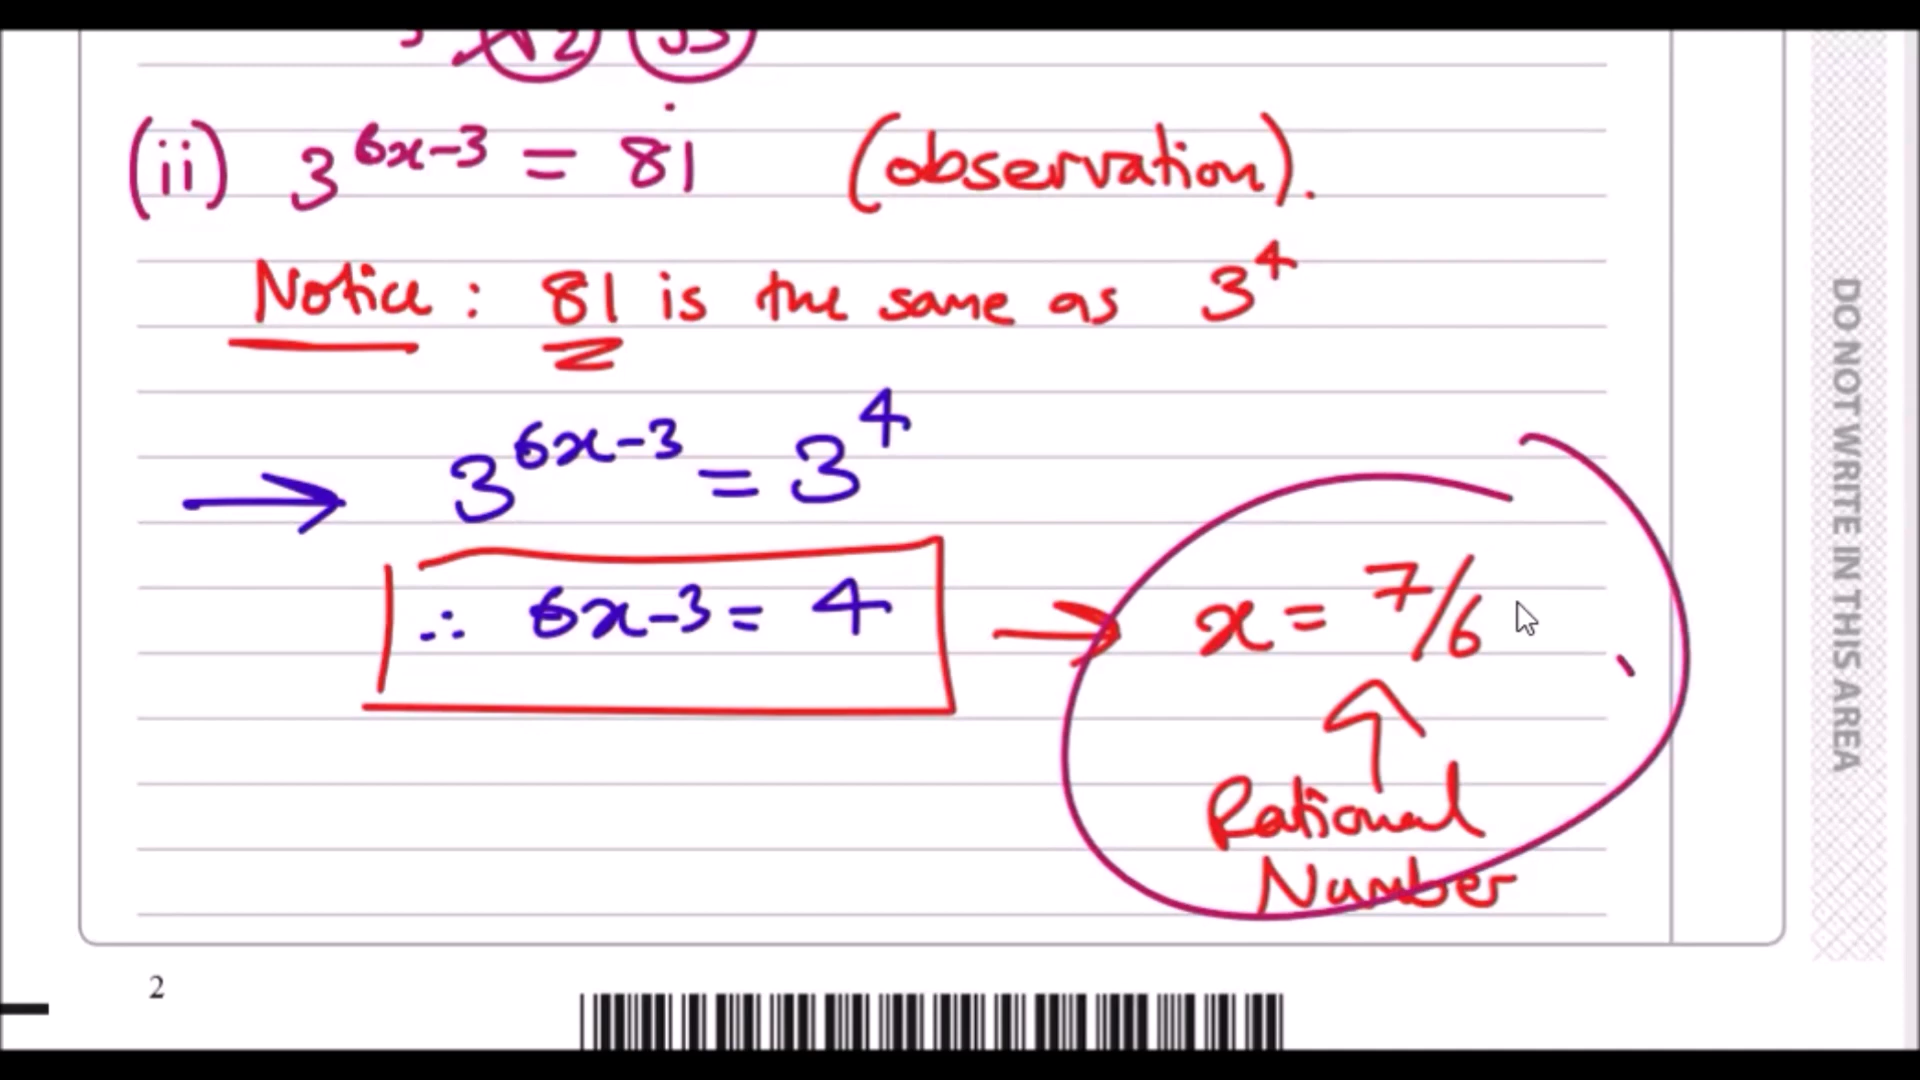 (ii) 3^{6x-3} = 81 (observation).
Notice : 81 is the same as 3^4
→ 3^{6x-3} = 3^4
∴ 6x-3 = 4 → x = 7/6
Rational
Number
2
DO NOT WRITE IN THIS AREA